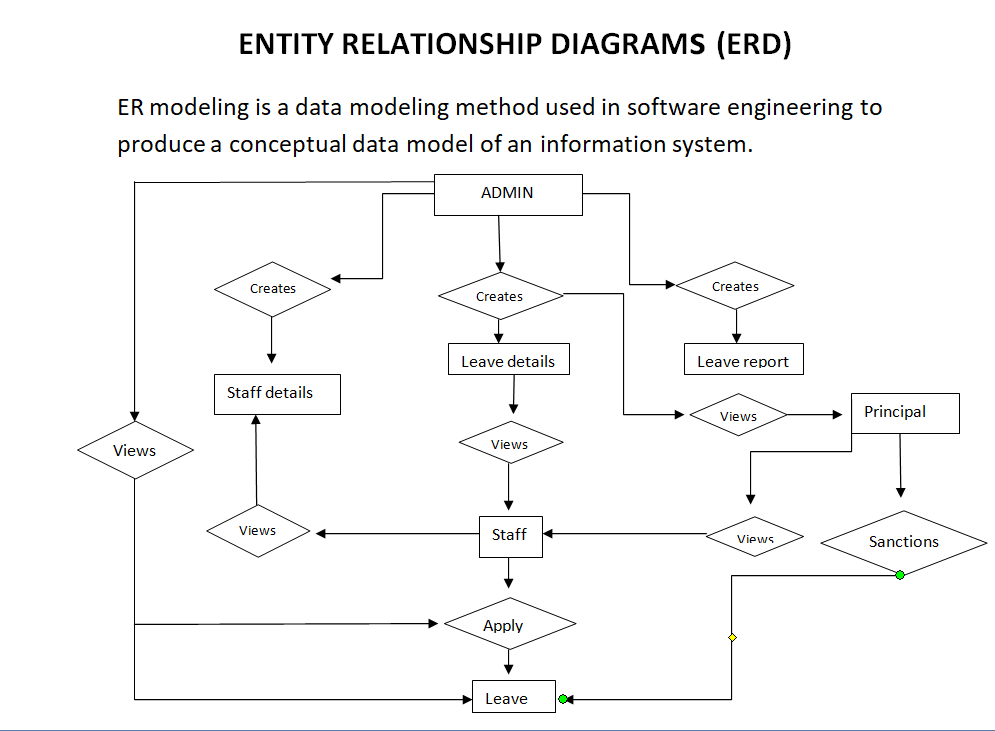 ENTITY RELATIONSHIP DIAGRAMS (ERD)
ER modeling is a data modeling method used in software engineering to
produce a conceptual data model of an information system.
ADMIN
Creates
Creates
Creates
Leave details
Leave report
Staff details
Views
Principal
Views
Views
Views
Staff
Views
Sanctions
Apply
Leave